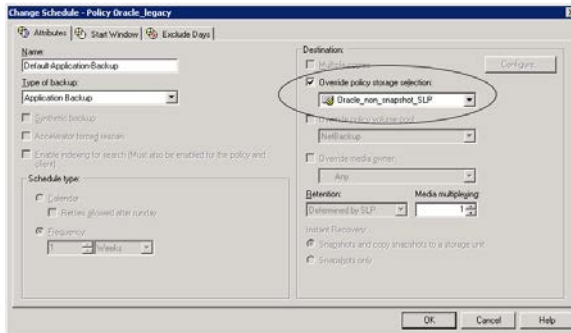 Change Schedule - Policy Oracle_legacy
Attributes
Start Window
Exclude Days
Name:
Default-Application-Backup
Type of backup:
Application Backup
Synthetic backup
Accelerator forced rescan
Enable indexing for search (Must also be enabled for the policy and
client)
Schedule type:
Calendar
Retries allowed after runday
Frequency:
1 Weeks
Destination:
Multiple copies
Configure...
Override policy storage selection:
Oracle_non_snapshot_SLP
Override policy volume pool:
NetBackup
Override media owner:
Any
Retention:
Media multiplexing:
Determined by SLP
1
Instant Recovery:
Snapshots and copy snapshots to a storage unit
Snapshots only
OK
Cancel
Help